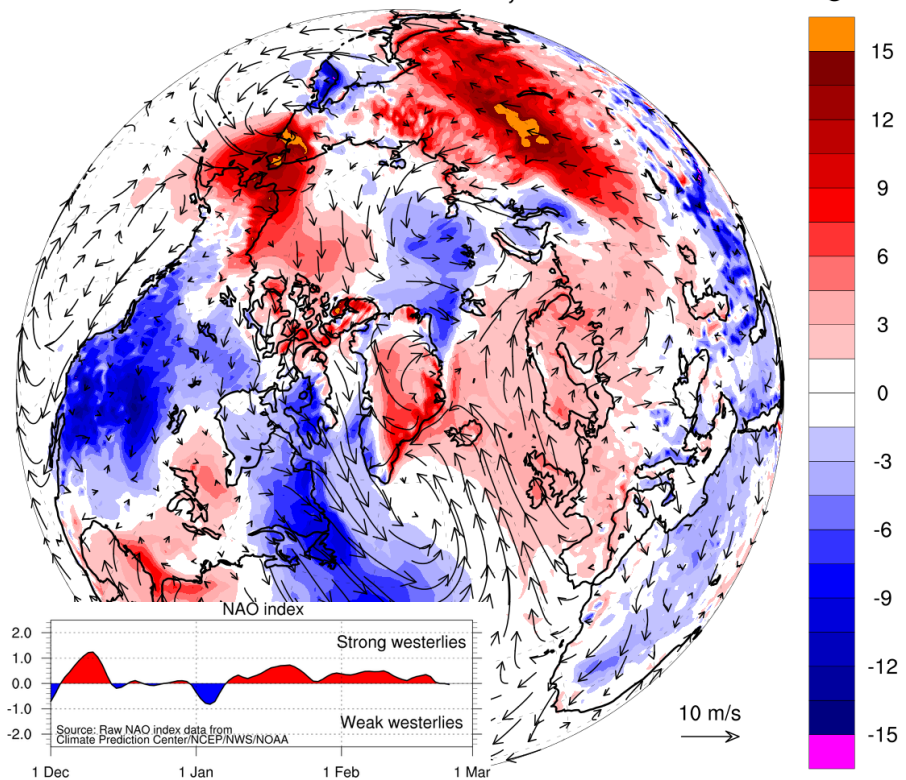 15
12
9
6
3
0
-3
-6
-9
-12
-15
10 m/s
NAO index
2.0
1.0
0.0
-1.0
-2.0
Strong westerlies
Weak westerlies
Source: Raw NAO index data from
Climate Prediction Center/NCEP/NWS/NOAA
1 Dec
1 Jan
1 Feb
1 Mar